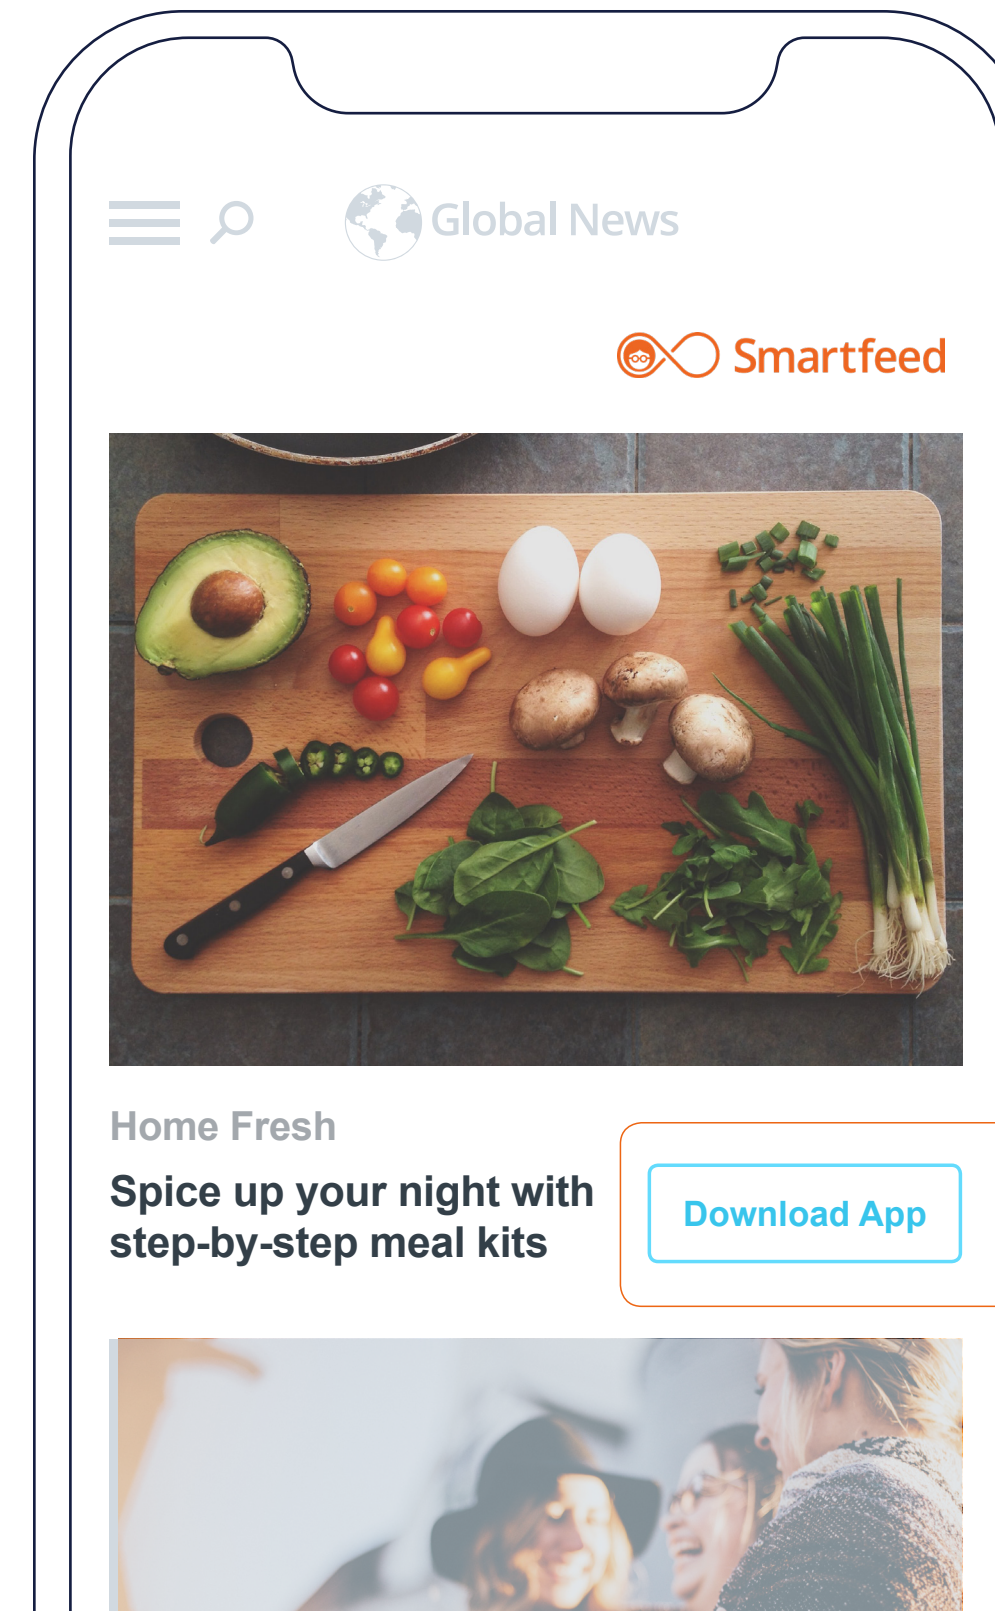 Global News
Smartfeed
Home Fresh
Spice up your night with
step-by-step meal kits
Download App